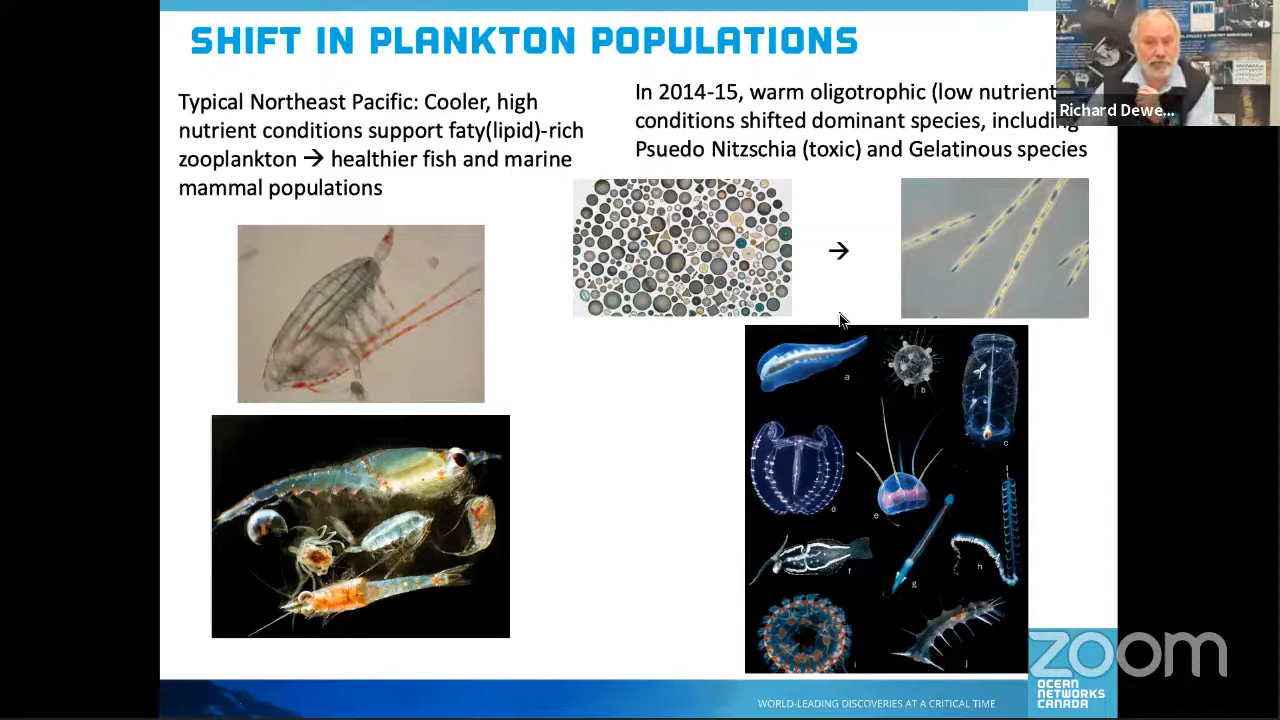 SHIFT IN PLANKTON POPULATIONS
Typical Northeast Pacific: Cooler, high
nutrient conditions support faty(lipid)-rich
zooplankton → healthier fish and marine
mammal populations
In 2014-15, warm oligotrophic (low nutrient
conditions shifted dominant species, including
Psuedo Nitzschia (toxic) and Gelatinous species
Richard Dewe...
→
a
b
c
d
e
f
g
h
i
j
zoom
OCEAN
NETWORKS
CANADA
WORLD-LEADING DISCOVERIES AT A CRITICAL TIME